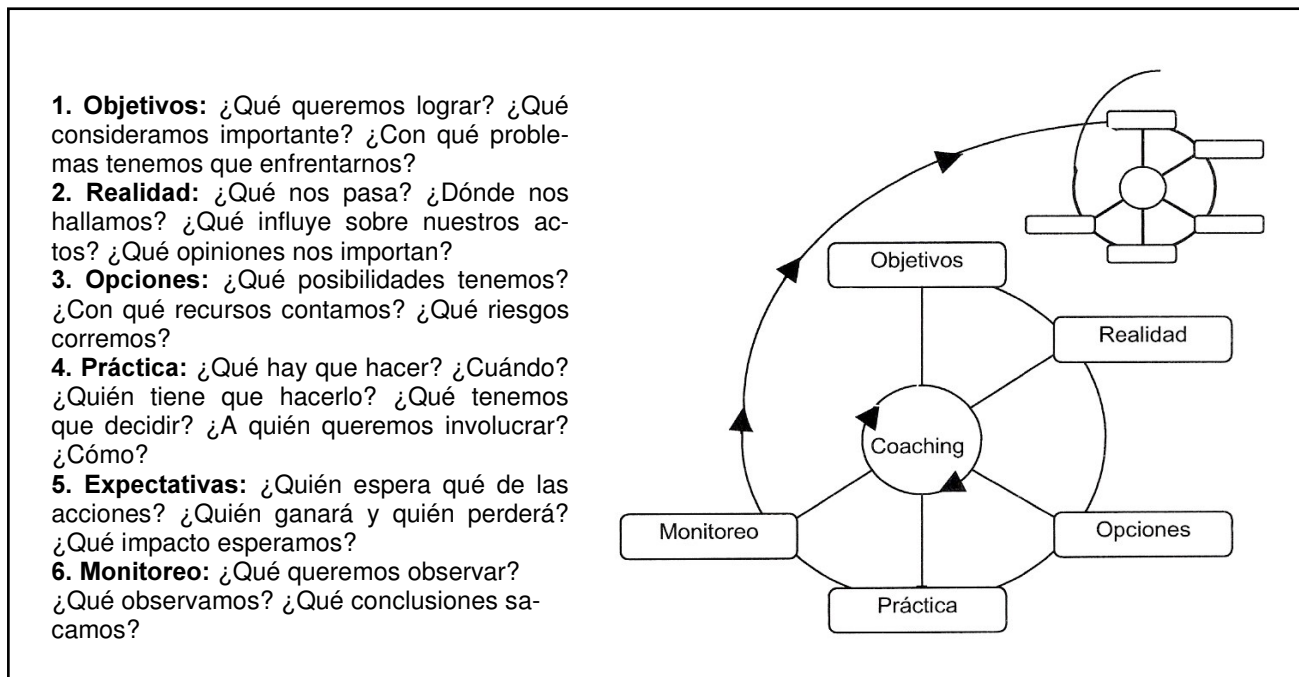 1. Objetivos: ¿Qué queremos lograr? ¿Qué
consideramos importante? ¿Con qué proble-
mas tenemos que enfrentarnos?
2. Realidad: ¿Qué nos pasa? ¿Dónde nos
hallamos? ¿Qué influye sobre nuestros ac-
tos? ¿Qué opiniones nos importan?
3. Opciones: ¿Qué posibilidades tenemos?
¿Con qué recursos contamos? ¿Qué riesgos
corremos?
4. Práctica: ¿Qué hay que hacer? ¿Cuándo?
¿Quién tiene que hacerlo? ¿Qué tenemos
que decidir? ¿A quién queremos involucrar?
¿Cómo?
5. Expectativas: ¿Quién espera qué de las
acciones? ¿Quién ganará y quién perderá?
¿Qué impacto esperamos?
6. Monitoreo: ¿Qué queremos observar?
¿Qué observamos? ¿Qué conclusiones sa-
camos?
Objetivos
Realidad
Coaching
Monitoreo
Opciones
Práctica